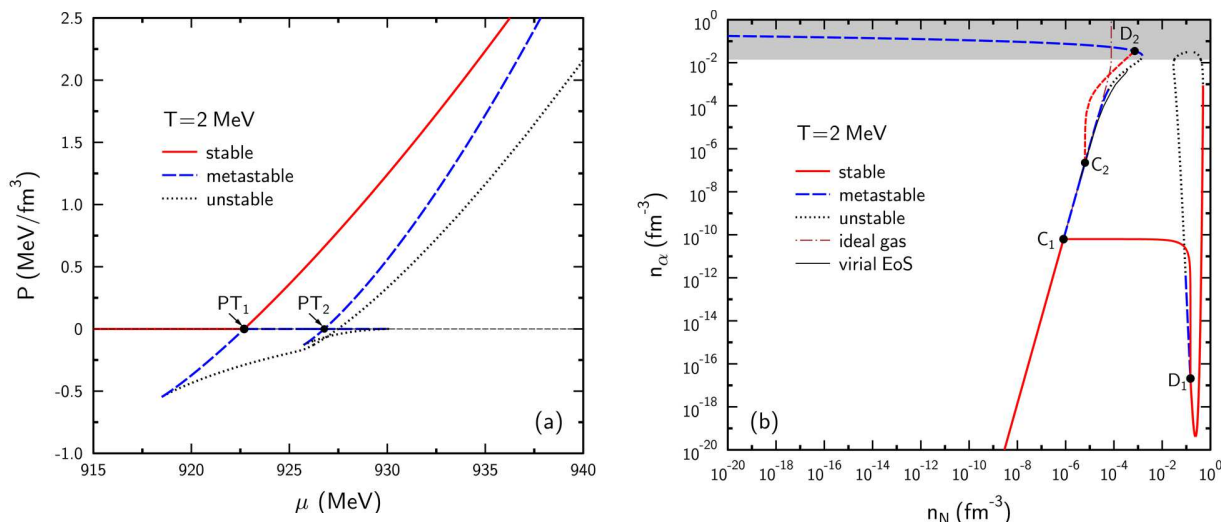 2.5
2.0
1.5
1.0
0.5
0
-0.5
-1.0
P (MeV/fm³)
T=2 MeV
stable
metastable
unstable
PT₁
PT₂
(a)
915 920 925 930 935 940
μ (MeV)
10⁰
10⁻²
10⁻⁴
10⁻⁶
10⁻⁸
10⁻¹⁰
10⁻¹²
10⁻¹⁴
10⁻¹⁶
10⁻¹⁸
10⁻²⁰
n_α (fm⁻³)
D₂
T=2 MeV
stable
metastable
unstable
ideal gas
virial EoS
C₂
C₁
D₁
(b)
10⁻²⁰ 10⁻¹⁸ 10⁻¹⁶ 10⁻¹⁴ 10⁻¹² 10⁻¹⁰ 10⁻⁸ 10⁻⁶ 10⁻⁴ 10⁻² 10⁰
n_N (fm⁻³)